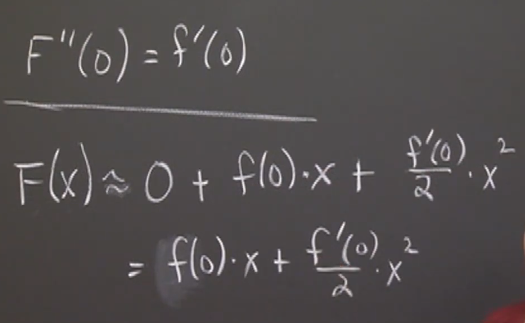 F''(0) = f'(0)
F(x) ≈ 0 + f(0)·x + f'(0)/2 · x²
= f(0)·x + f'(0)/2 · x²